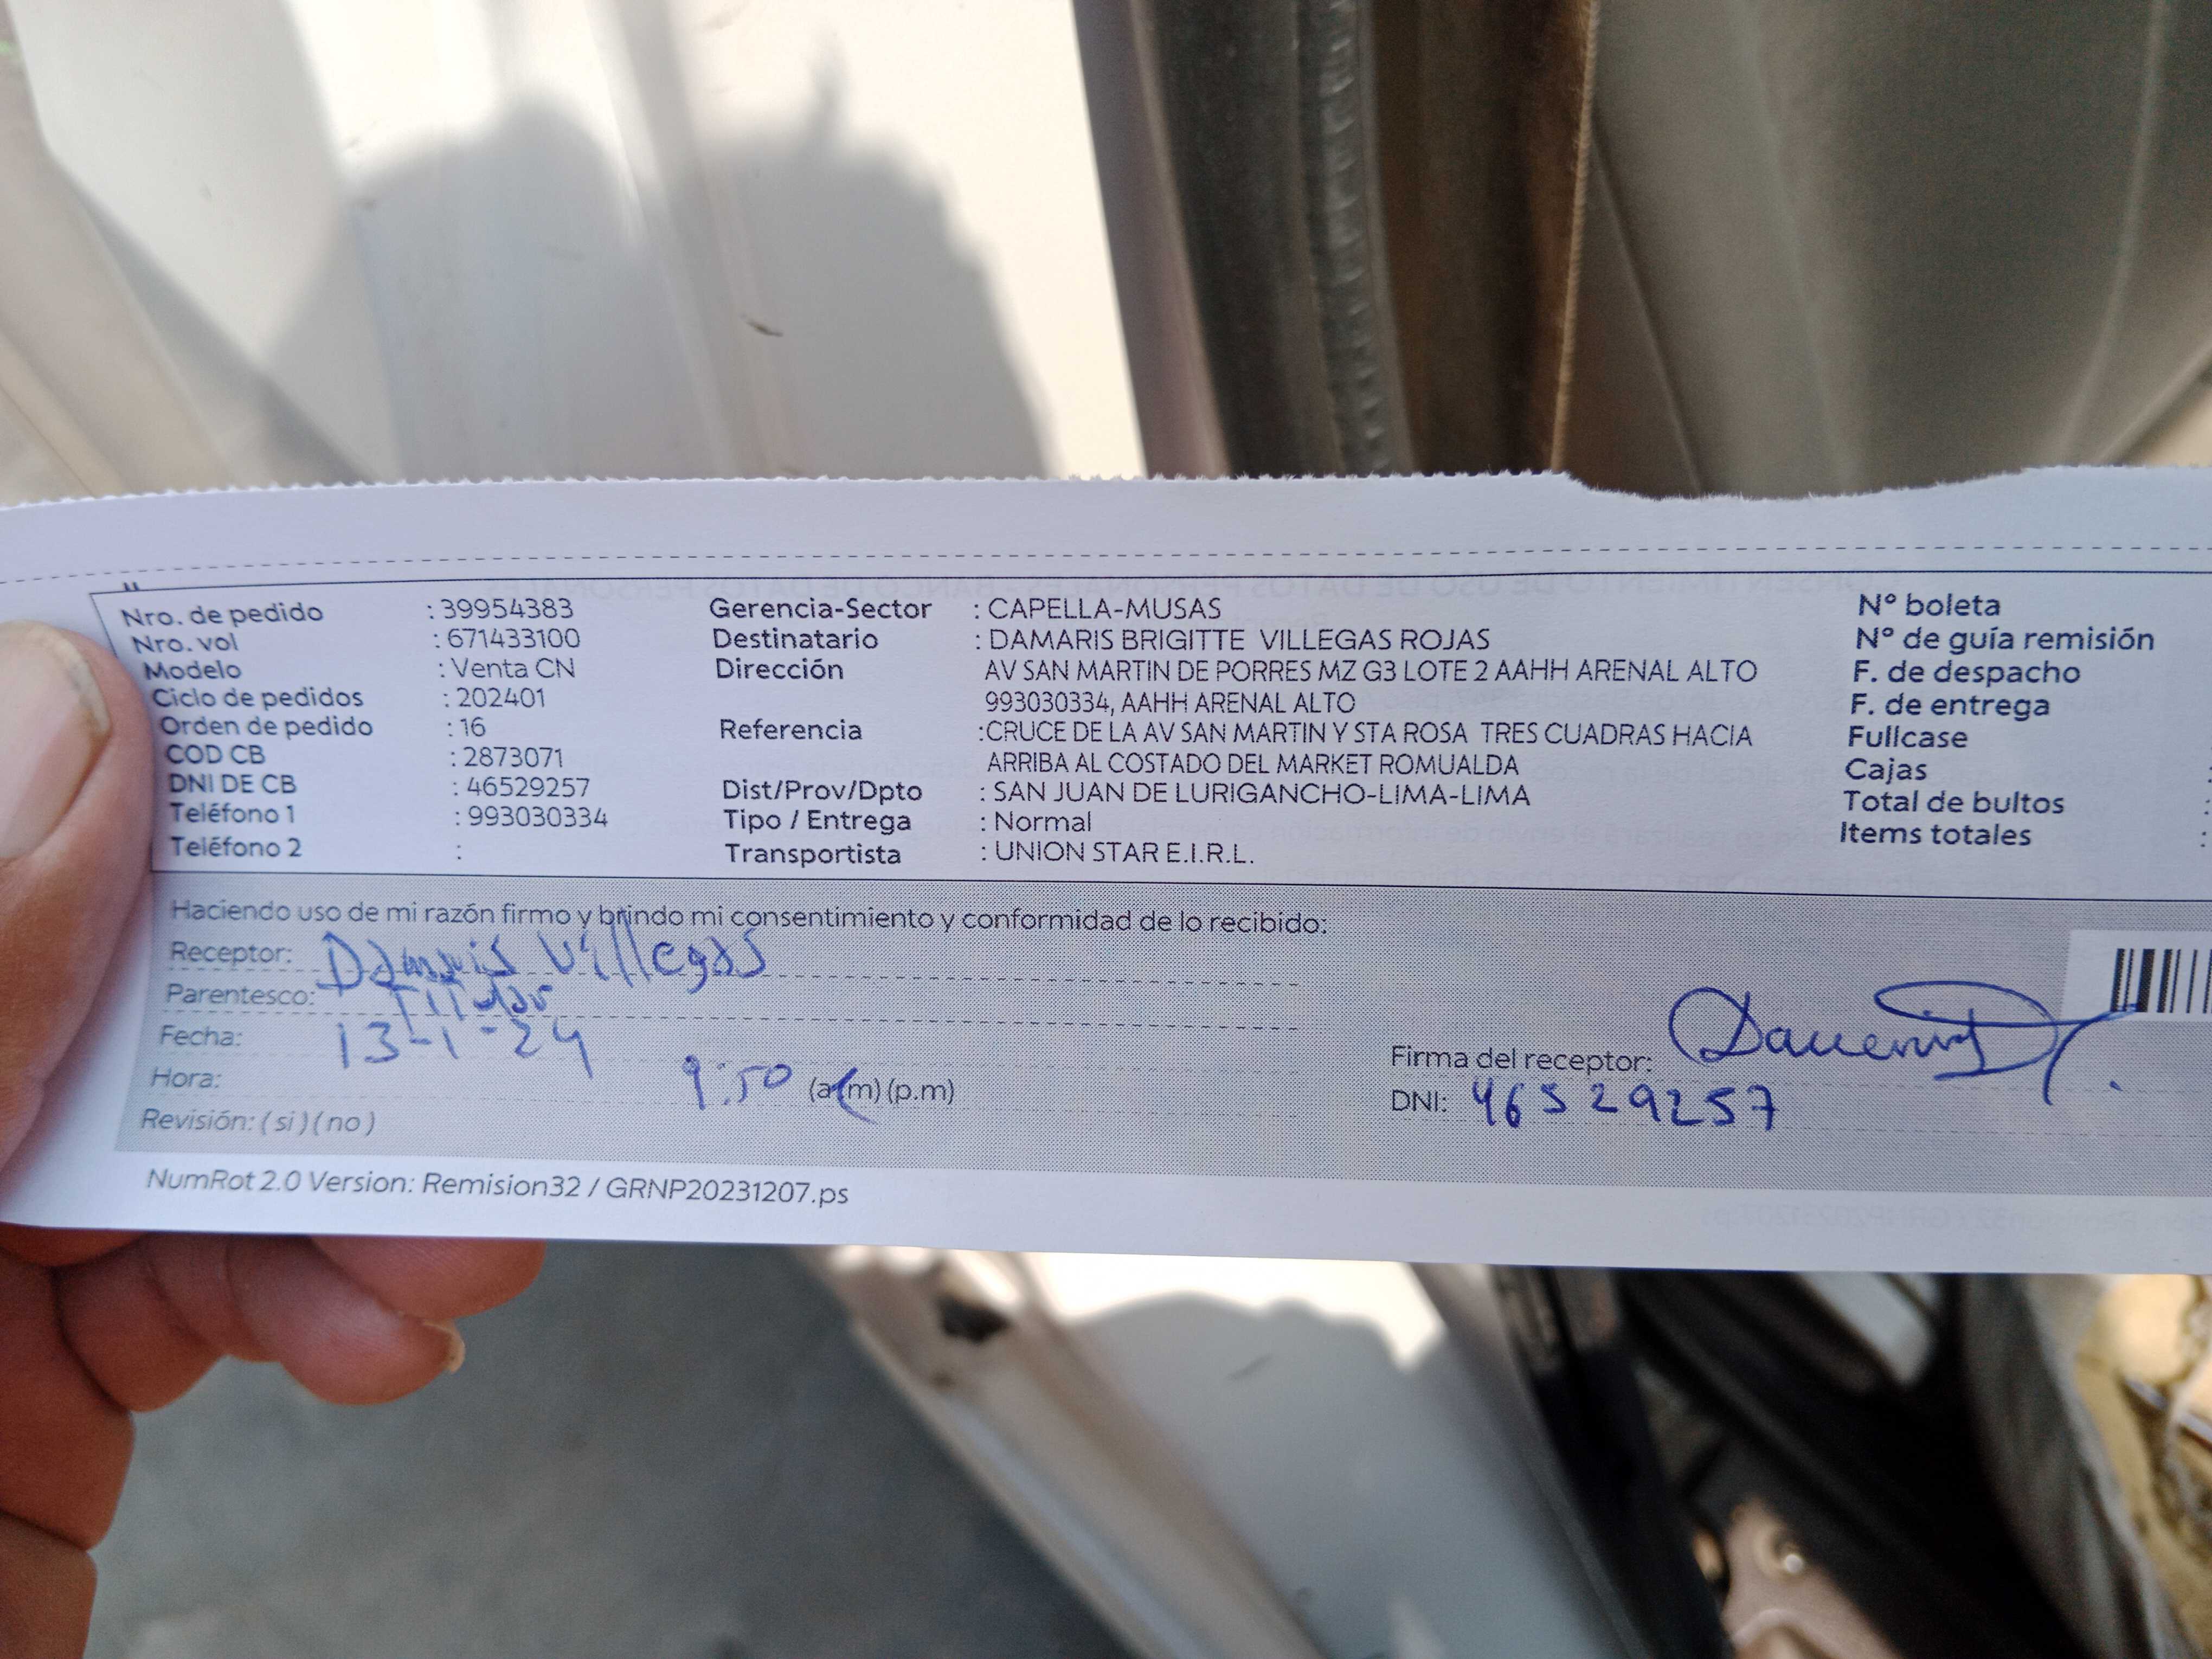 Nro. de pedido : 39954383 Gerencia-Sector : CAPELLA-MUSAS Nº boleta
Nro. vol : 671433100 Destinatario : DAMARIS BRIGITTE VILLEGAS ROJAS Nº de guía remisión
Modelo : Venta CN Dirección AV SAN MARTIN DE PORRES MZ G3 LOTE 2 AAHH ARENAL ALTO F. de despacho
Ciclo de pedidos : 202401 993030334, AAHH ARENAL ALTO F. de entrega
Orden de pedido : 16 Referencia :CRUCE DE LA AV SAN MARTIN Y STA ROSA TRES CUADRAS HACIA Fullcase
COD CB : 2873071 ARRIBA AL COSTADO DEL MARKET ROMUALDA Cajas :
DNI DE CB : 46529257 Dist/Prov/Dpto : SAN JUAN DE LURIGANCHO-LIMA-LIMA Total de bultos :
Teléfono 1 : 993030334 Tipo / Entrega : Normal Items totales :
Teléfono 2 : Transportista : UNION STAR E.I.R.L.
Haciendo uso de mi razón firmo y brindo mi consentimiento y conformidad de lo recibido:
Receptor: Damaris Villegas
Parentesco: Titular
Fecha: 13-1-24
Hora: 9:50 (a.m) (p.m) Firma del receptor:
Revisión: ( si ) ( no ) DNI: 46529257
NumRot 2.0 Version: Remision32 / GRNP20231207.ps